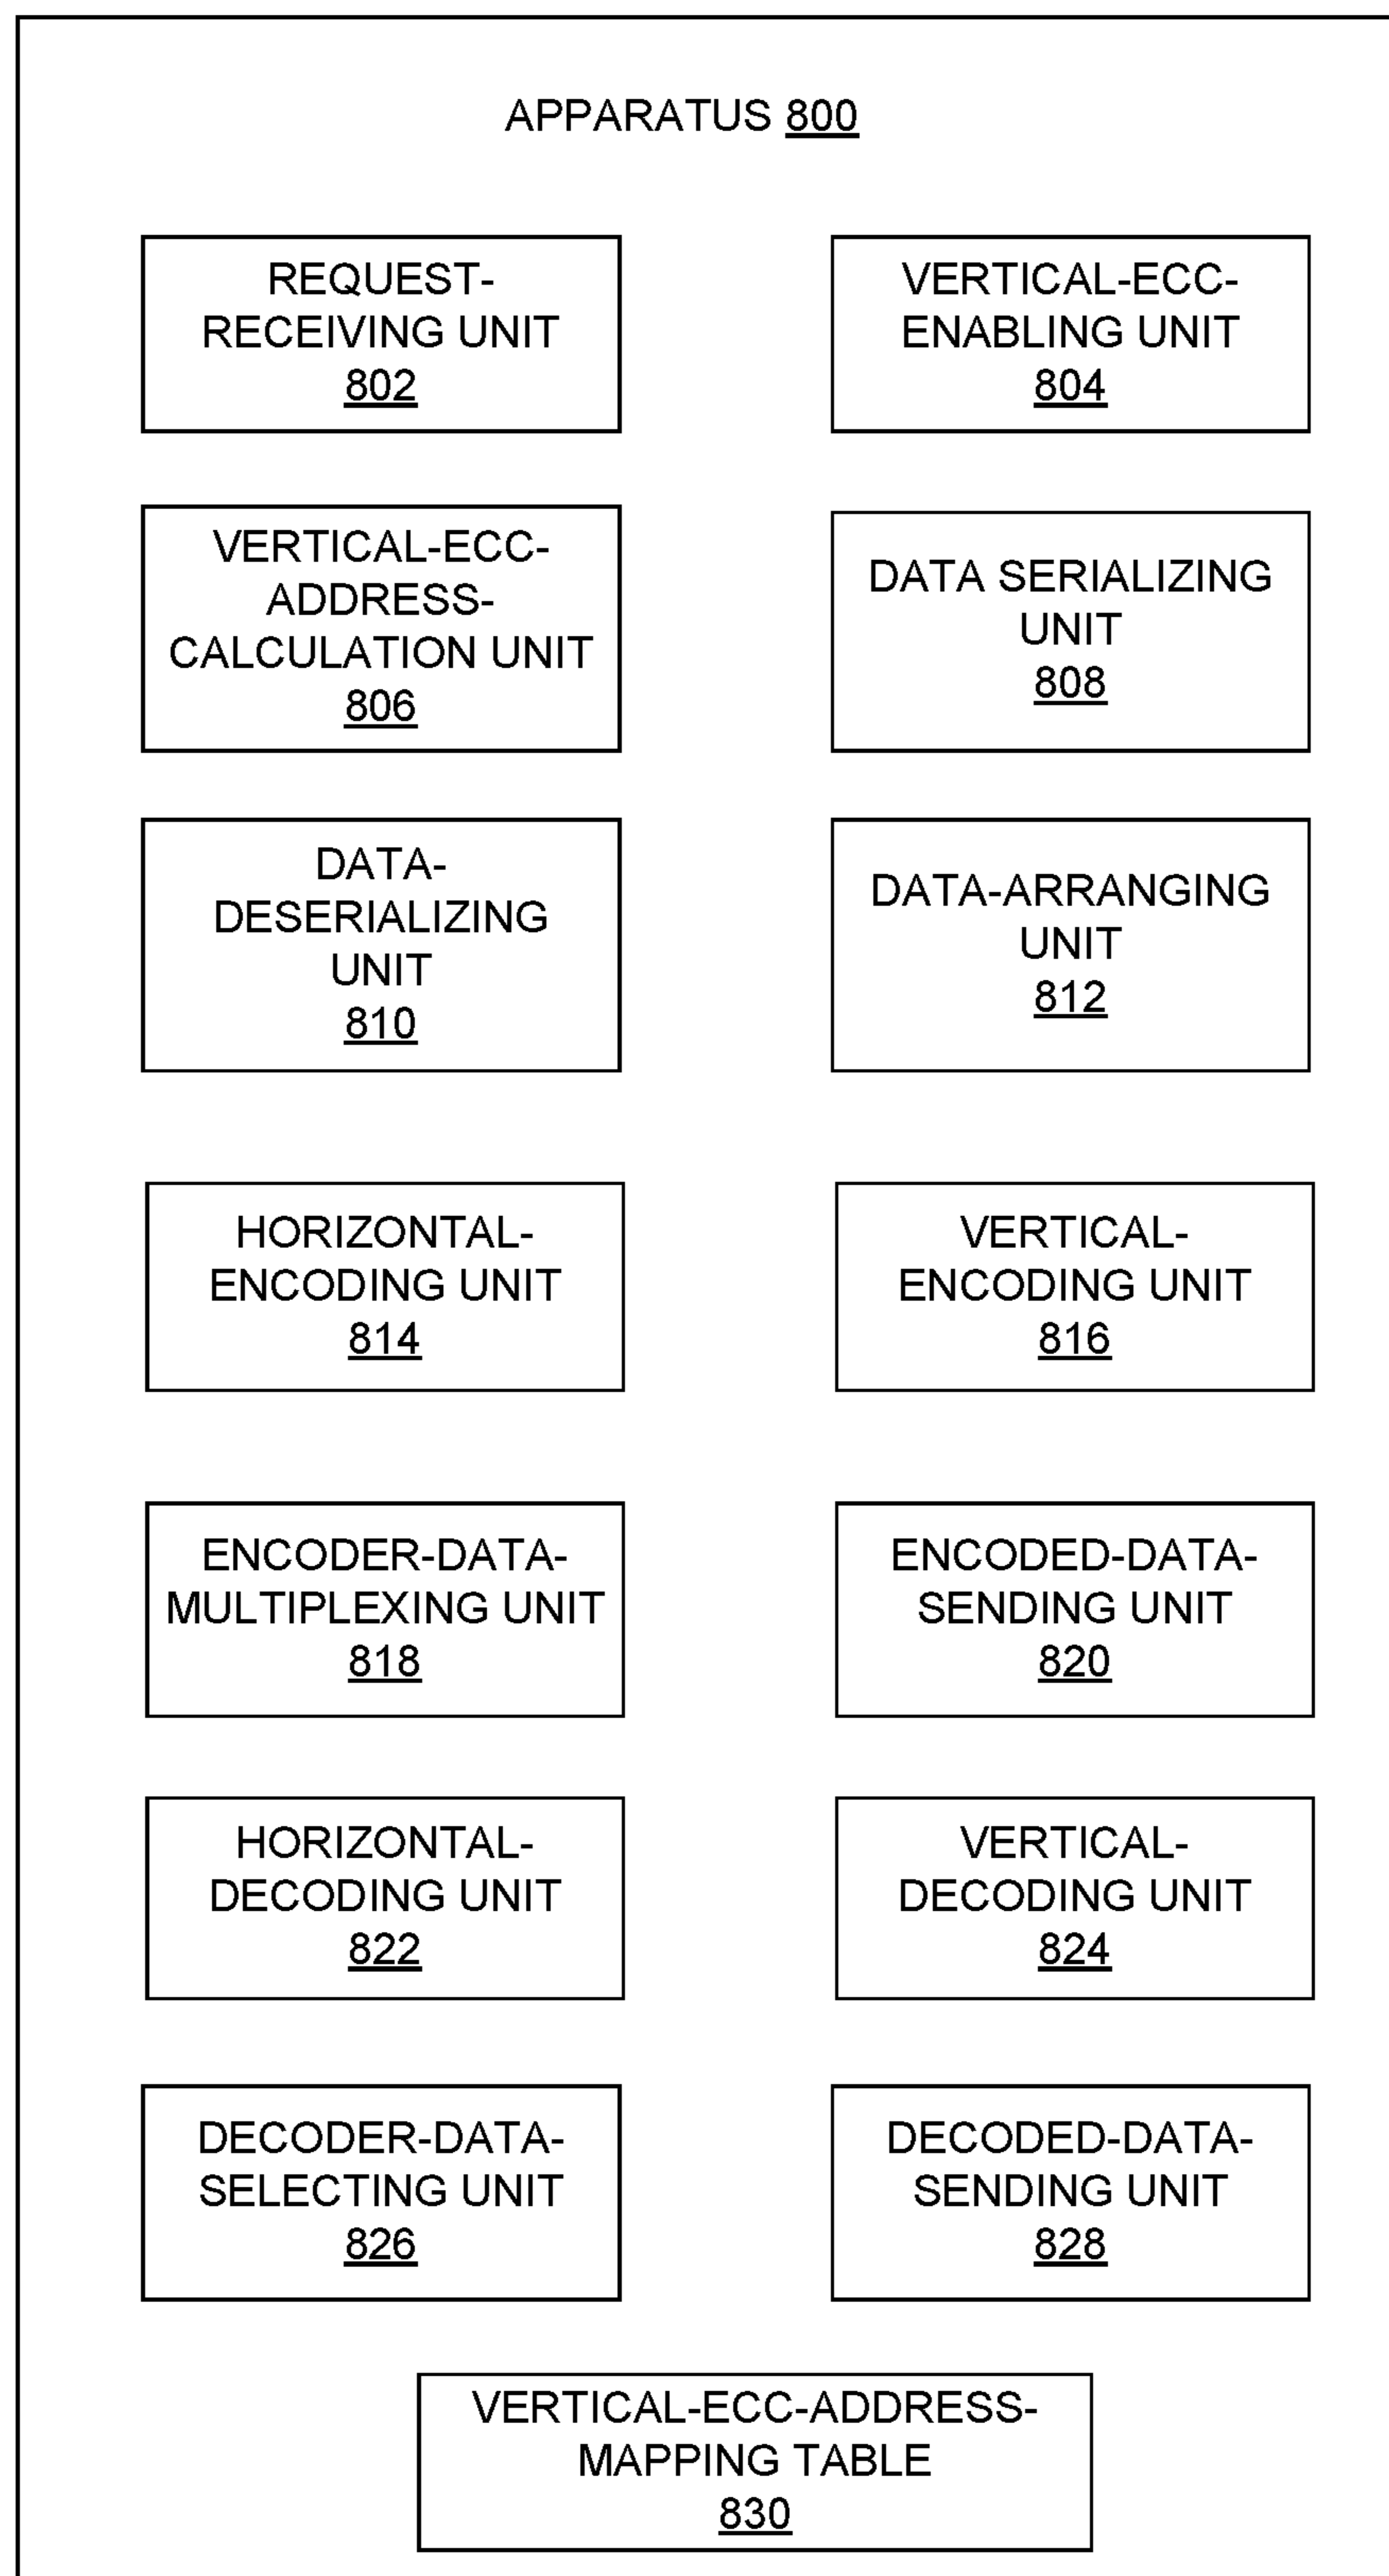 APPARATUS 800
REQUEST-
RECEIVING UNIT
802
VERTICAL-ECC-
ENABLING UNIT
804
VERTICAL-ECC-
ADDRESS-
CALCULATION UNIT
806
DATA SERIALIZING
UNIT
808
DATA-
DESERIALIZING
UNIT
810
DATA-ARRANGING
UNIT
812
HORIZONTAL-
ENCODING UNIT
814
VERTICAL-
ENCODING UNIT
816
ENCODER-DATA-
MULTIPLEXING UNIT
818
ENCODED-DATA-
SENDING UNIT
820
HORIZONTAL-
DECODING UNIT
822
VERTICAL-
DECODING UNIT
824
DECODER-DATA-
SELECTING UNIT
826
DECODED-DATA-
SENDING UNIT
828
VERTICAL-ECC-ADDRESS-
MAPPING TABLE
830